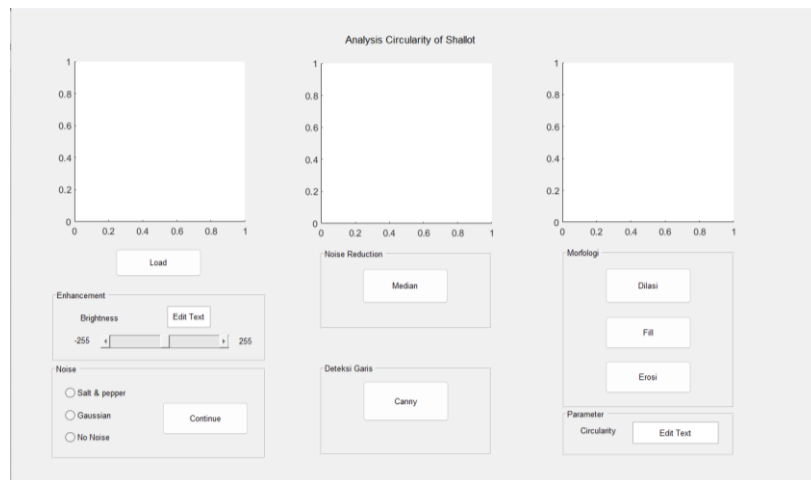 Analysis Circularity of Shallot
1
0.8
0.6
0.4
0.2
0
0 0.2 0.4 0.6 0.8 1
1
0.8
0.6
0.4
0.2
0
0 0.2 0.4 0.6 0.8 1
1
0.8
0.6
0.4
0.2
0
0 0.2 0.4 0.6 0.8 1
Load
Enhancement
Brightness Edit Text
-255 255
Noise
Salt & pepper
Gaussian
No Noise
Continue
Noise Reduction
Median
Deteksi Garis
Canny
Morfologi
Dilasi
Fill
Erosi
Parameter
Circularity Edit Text